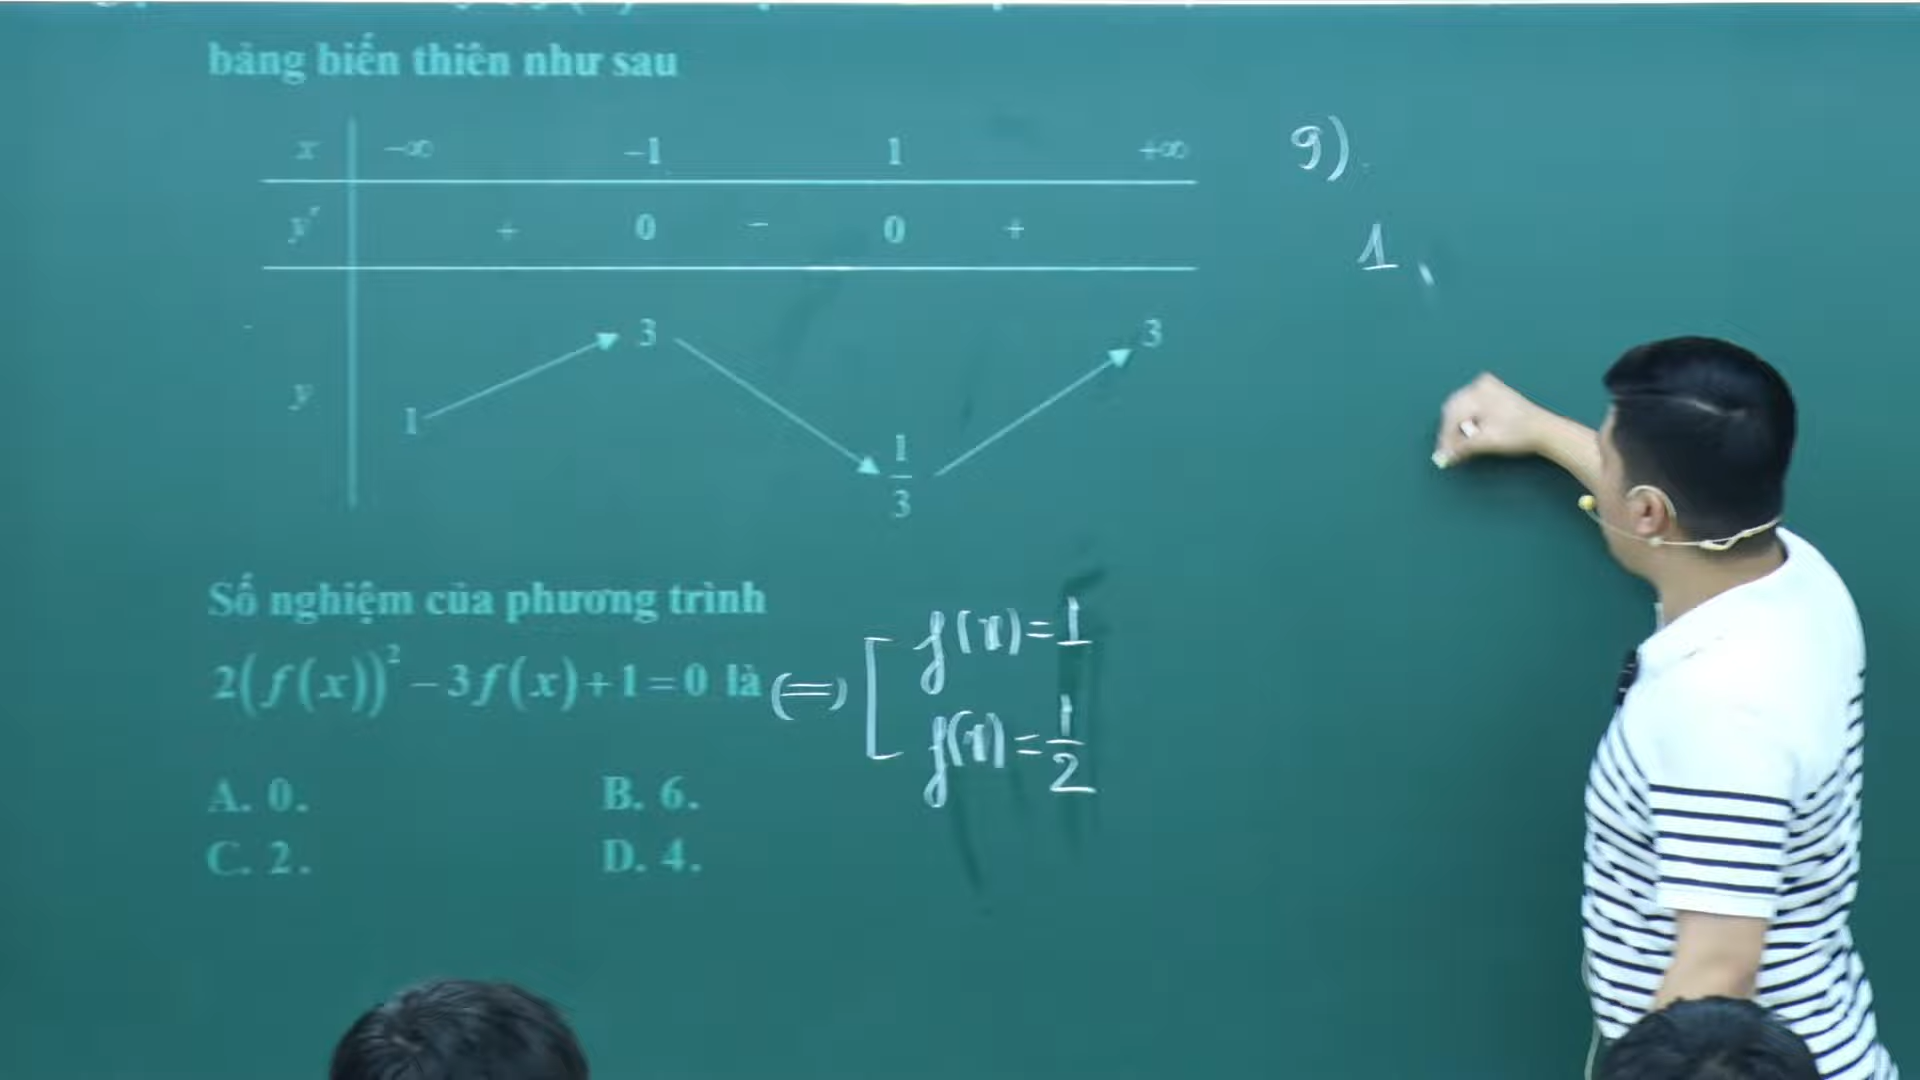 bảng biến thiên như sau
x −∞ −1 1 +∞
y' + 0 − 0 +
3 3
y
1
1/3
Số nghiệm của phương trình
2(f(x))² − 3f(x) + 1 = 0 là (=) [ f(x) = 1
f(x) = 1/2
A. 0. B. 6.
C. 2. D. 4.
9).
1